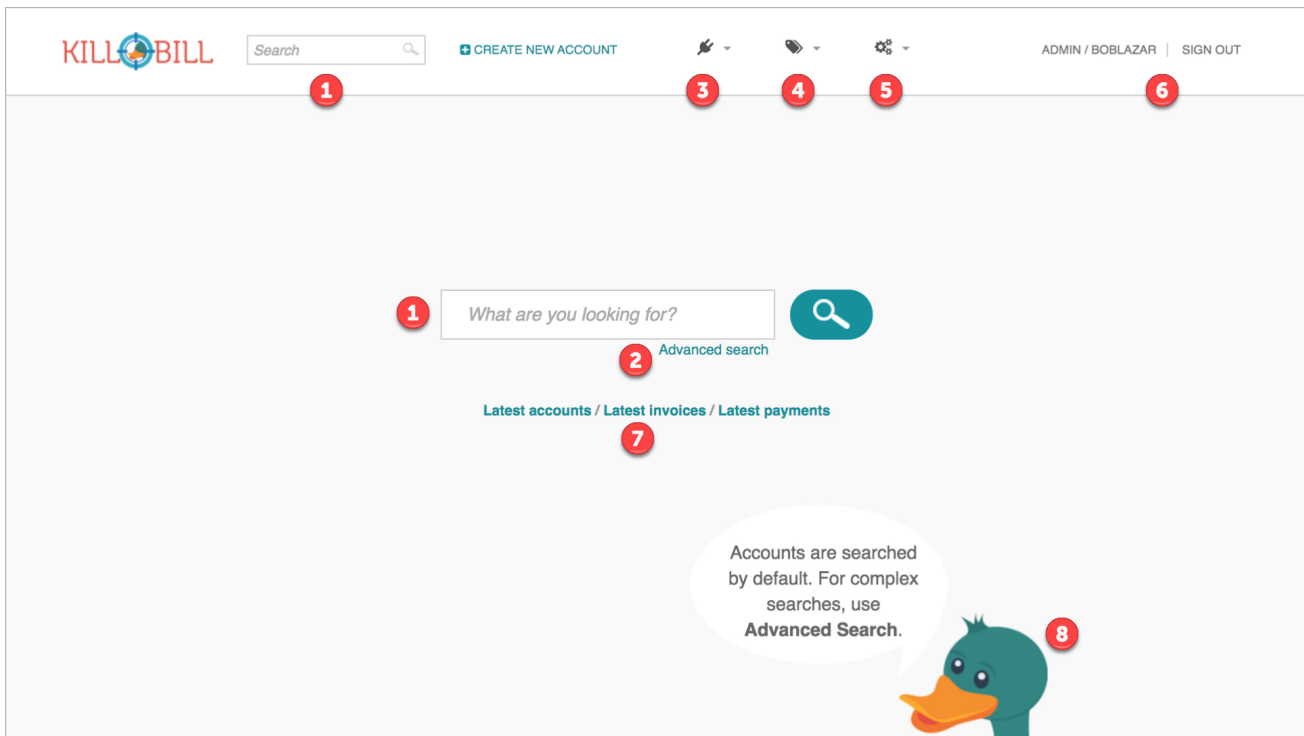 KILL BILL
Search
CREATE NEW ACCOUNT
ADMIN / BOBLAZAR | SIGN OUT
1
3
4
5
6
1
What are you looking for?
2
Advanced search
Latest accounts / Latest invoices / Latest payments
7
Accounts are searched
by default. For complex
searches, use
Advanced Search.
8